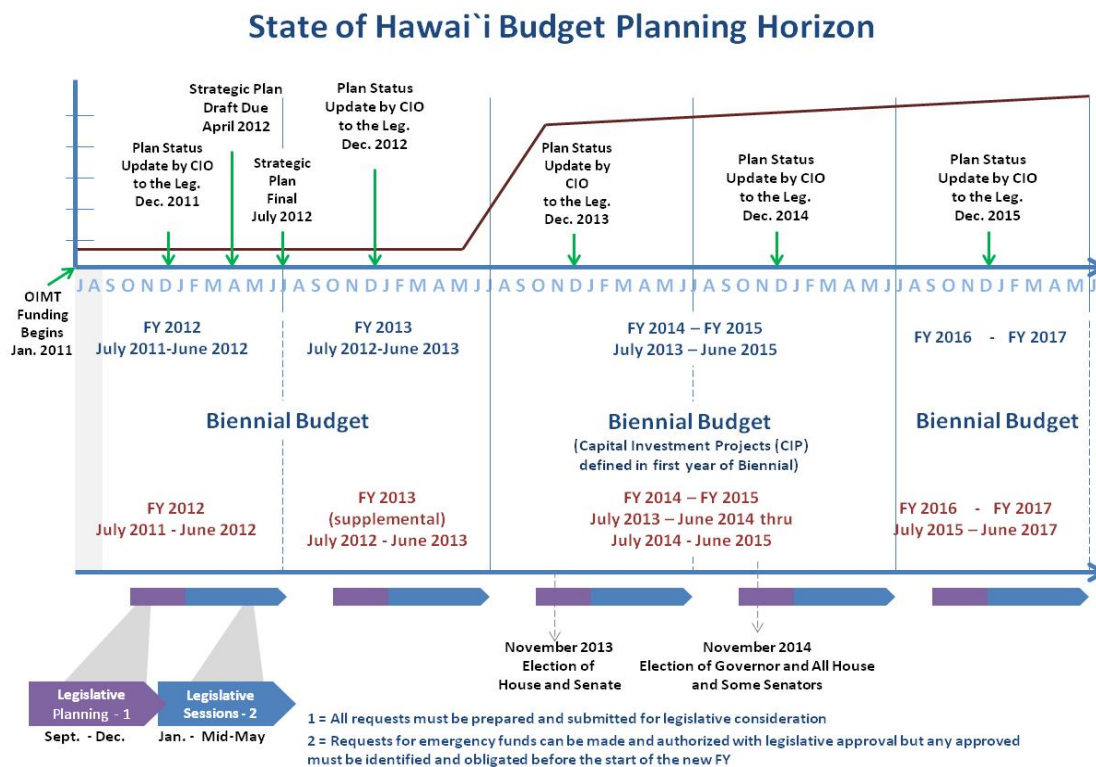 State of Hawai`i Budget Planning Horizon
Strategic Plan
Draft Due
April 2012
Plan Status
Update by CIO
to the Leg.
Dec. 2012
Plan Status
Update by CIO
to the Leg.
Dec. 2011
Strategic
Plan
Final
July 2012
Plan Status
Update by
CIO
to the Leg.
Dec. 2013
Plan Status
Update by CIO
to the Leg.
Dec. 2014
Plan Status
Update by CIO
to the Leg.
Dec. 2015
J A S O N D J F M A M J J A S O N D J F M A M J J A S O N D J F M A M J J A S O N D J F M A M J J A S O N D J F M A M J
OIMT
Funding
Begins
Jan. 2011
FY 2012
July 2011-June 2012
FY 2013
July 2012-June 2013
FY 2014 – FY 2015
July 2013 – June 2015
FY 2016 - FY 2017
Biennial Budget
Biennial Budget
(Capital Investment Projects (CIP)
defined in first year of Biennial)
Biennial Budget
FY 2012
July 2011 - June 2012
FY 2013
(supplemental)
July 2012 - June 2013
FY 2014 – FY 2015
July 2013 – June 2014 thru
July 2014 - June 2015
FY 2016 - FY 2017
July 2015 – June 2017
November 2013
Election of
House and Senate
November 2014
Election of Governor and All House
and Some Senators
Legislative
Planning - 1
Sept. - Dec.
Legislative
Sessions - 2
Jan. - Mid-May
1 = All requests must be prepared and submitted for legislative consideration
2 = Requests for emergency funds can be made and authorized with legislative approval but any approved
must be identified and obligated before the start of the new FY